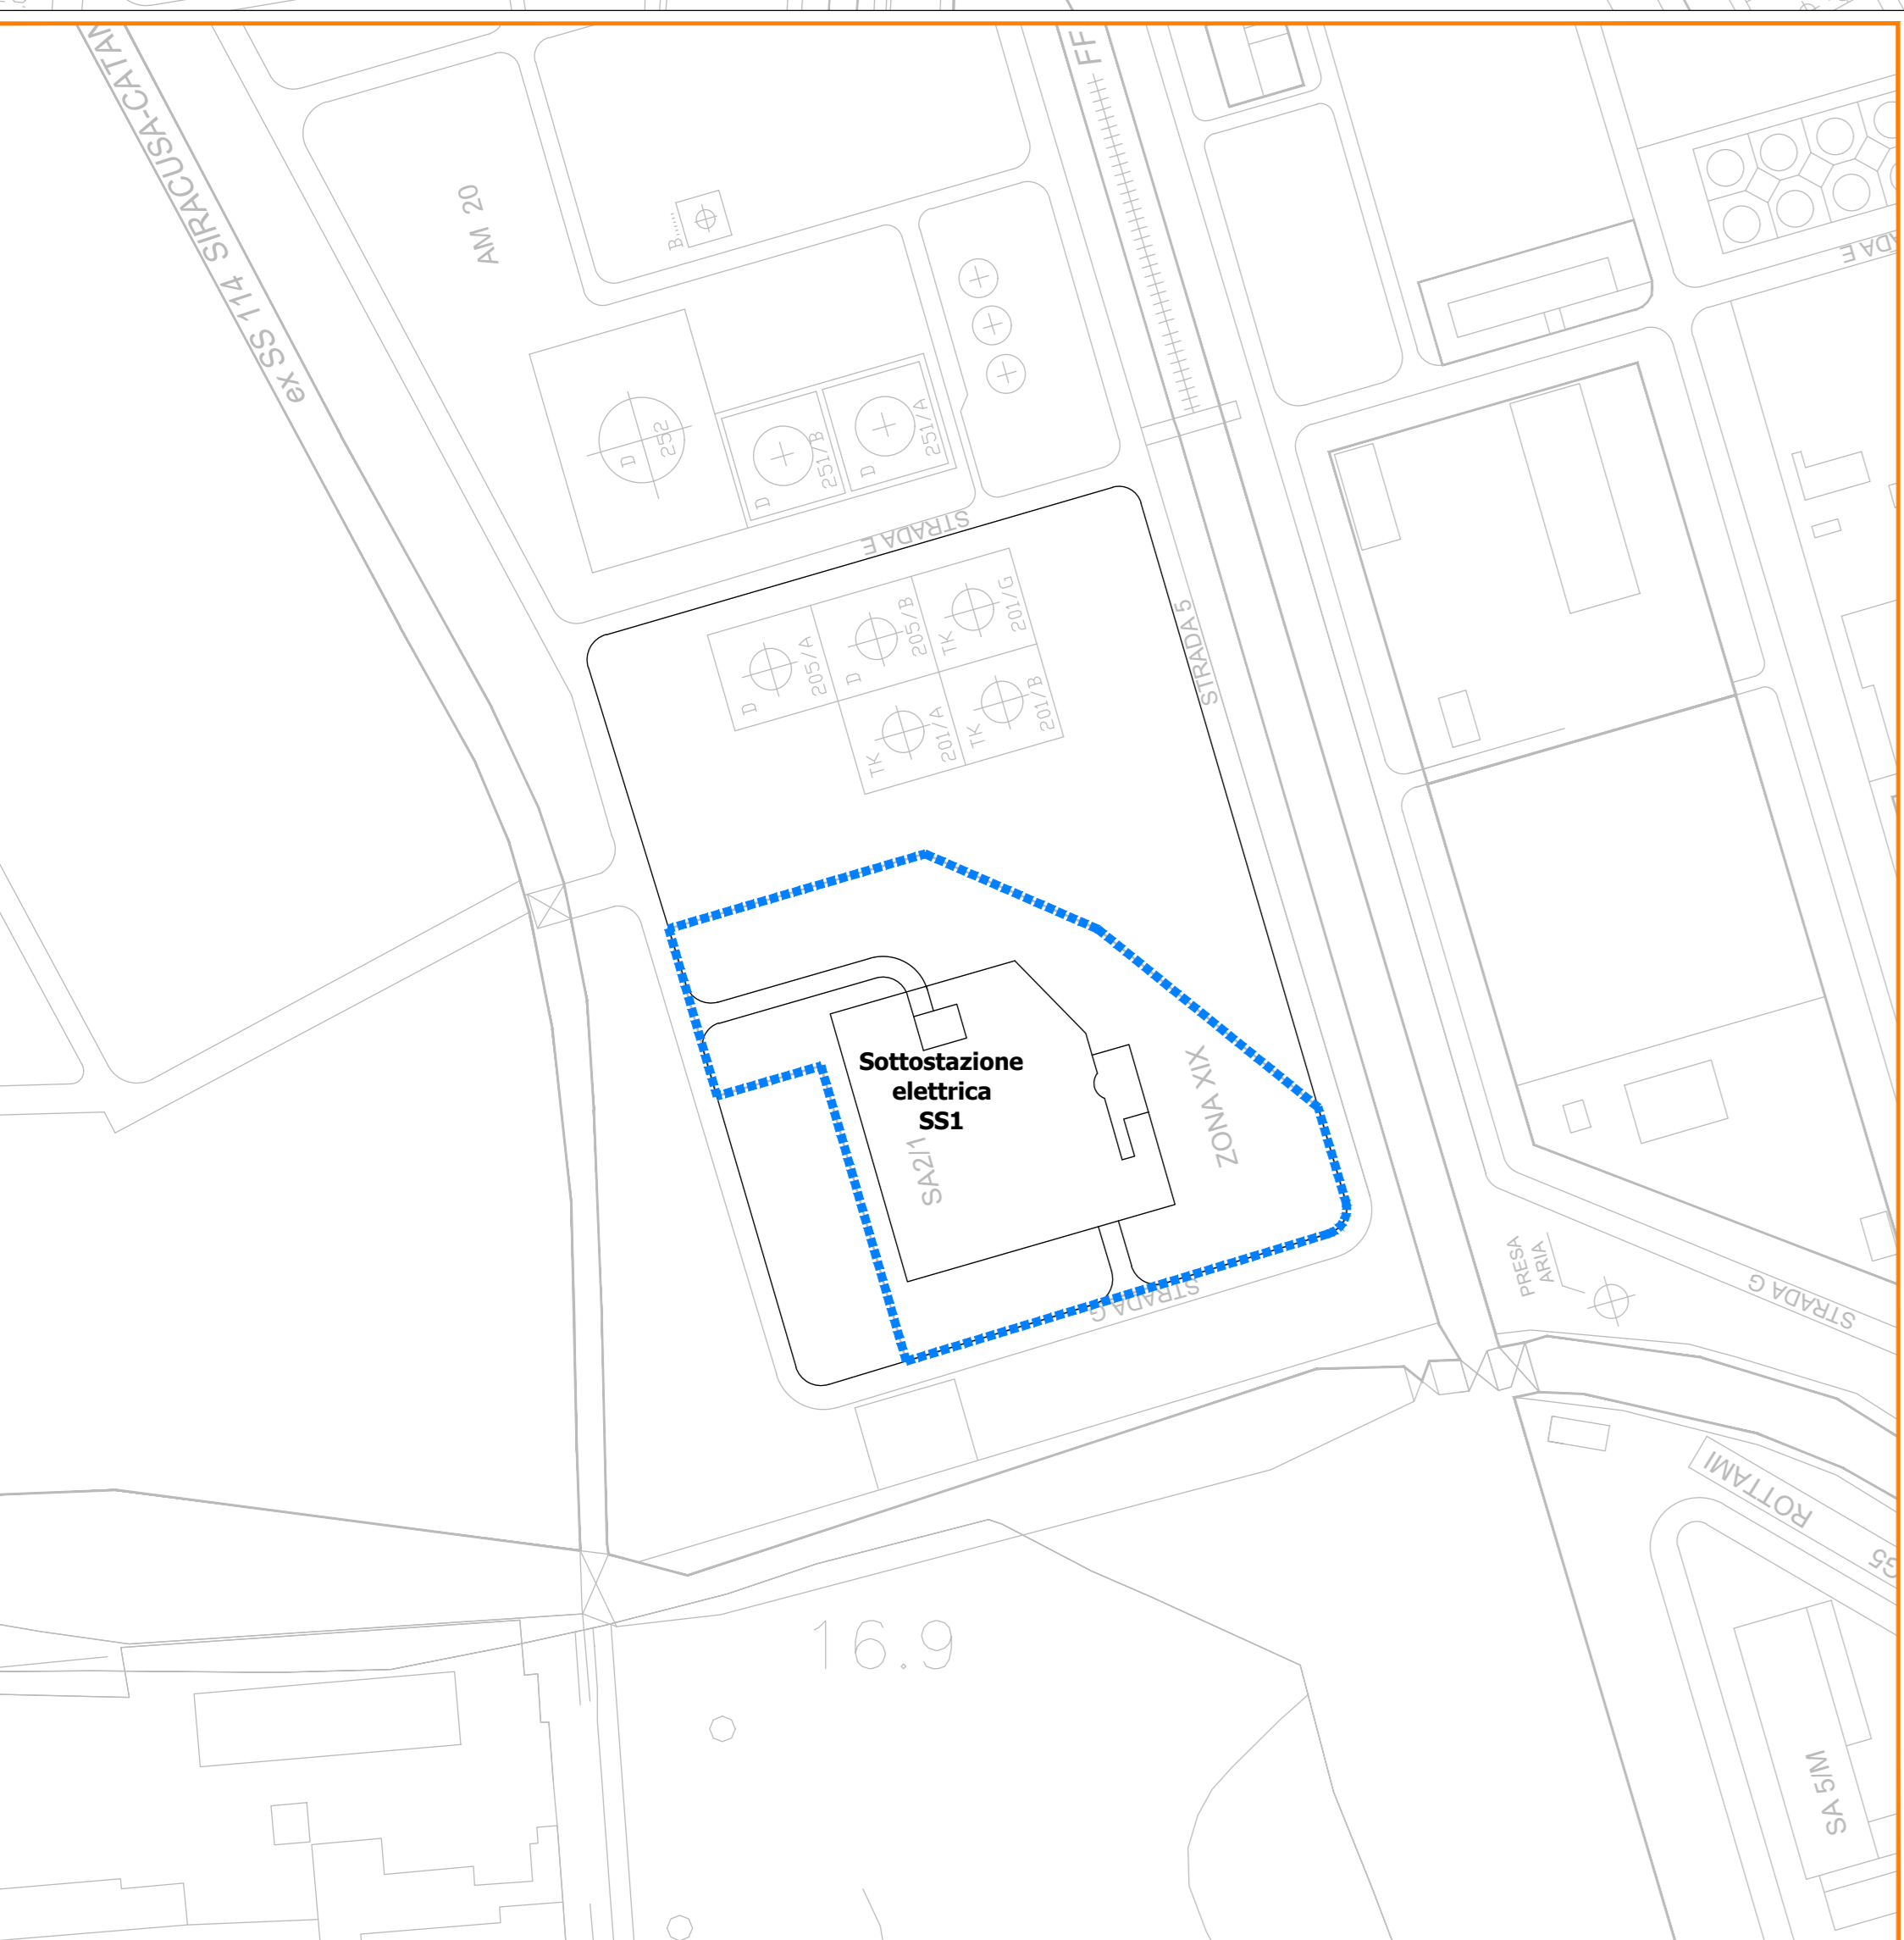 ex SS 114 SIRACUSA-CATAN
FF
AM 20
B.....
STRADA E
D
252
D
251/B
D
251/A
STRADA E
D
205/A
D
205/B
TK
201/G
TK
201/A
TK
201/B
STRADA 5
Sottostazione
elettrica
SS1
SA2/1
ZONA XIX
STRADA G
PRESA
ARIA
STRADA G
ROTTAMI
G5
16.9
SA 5/M